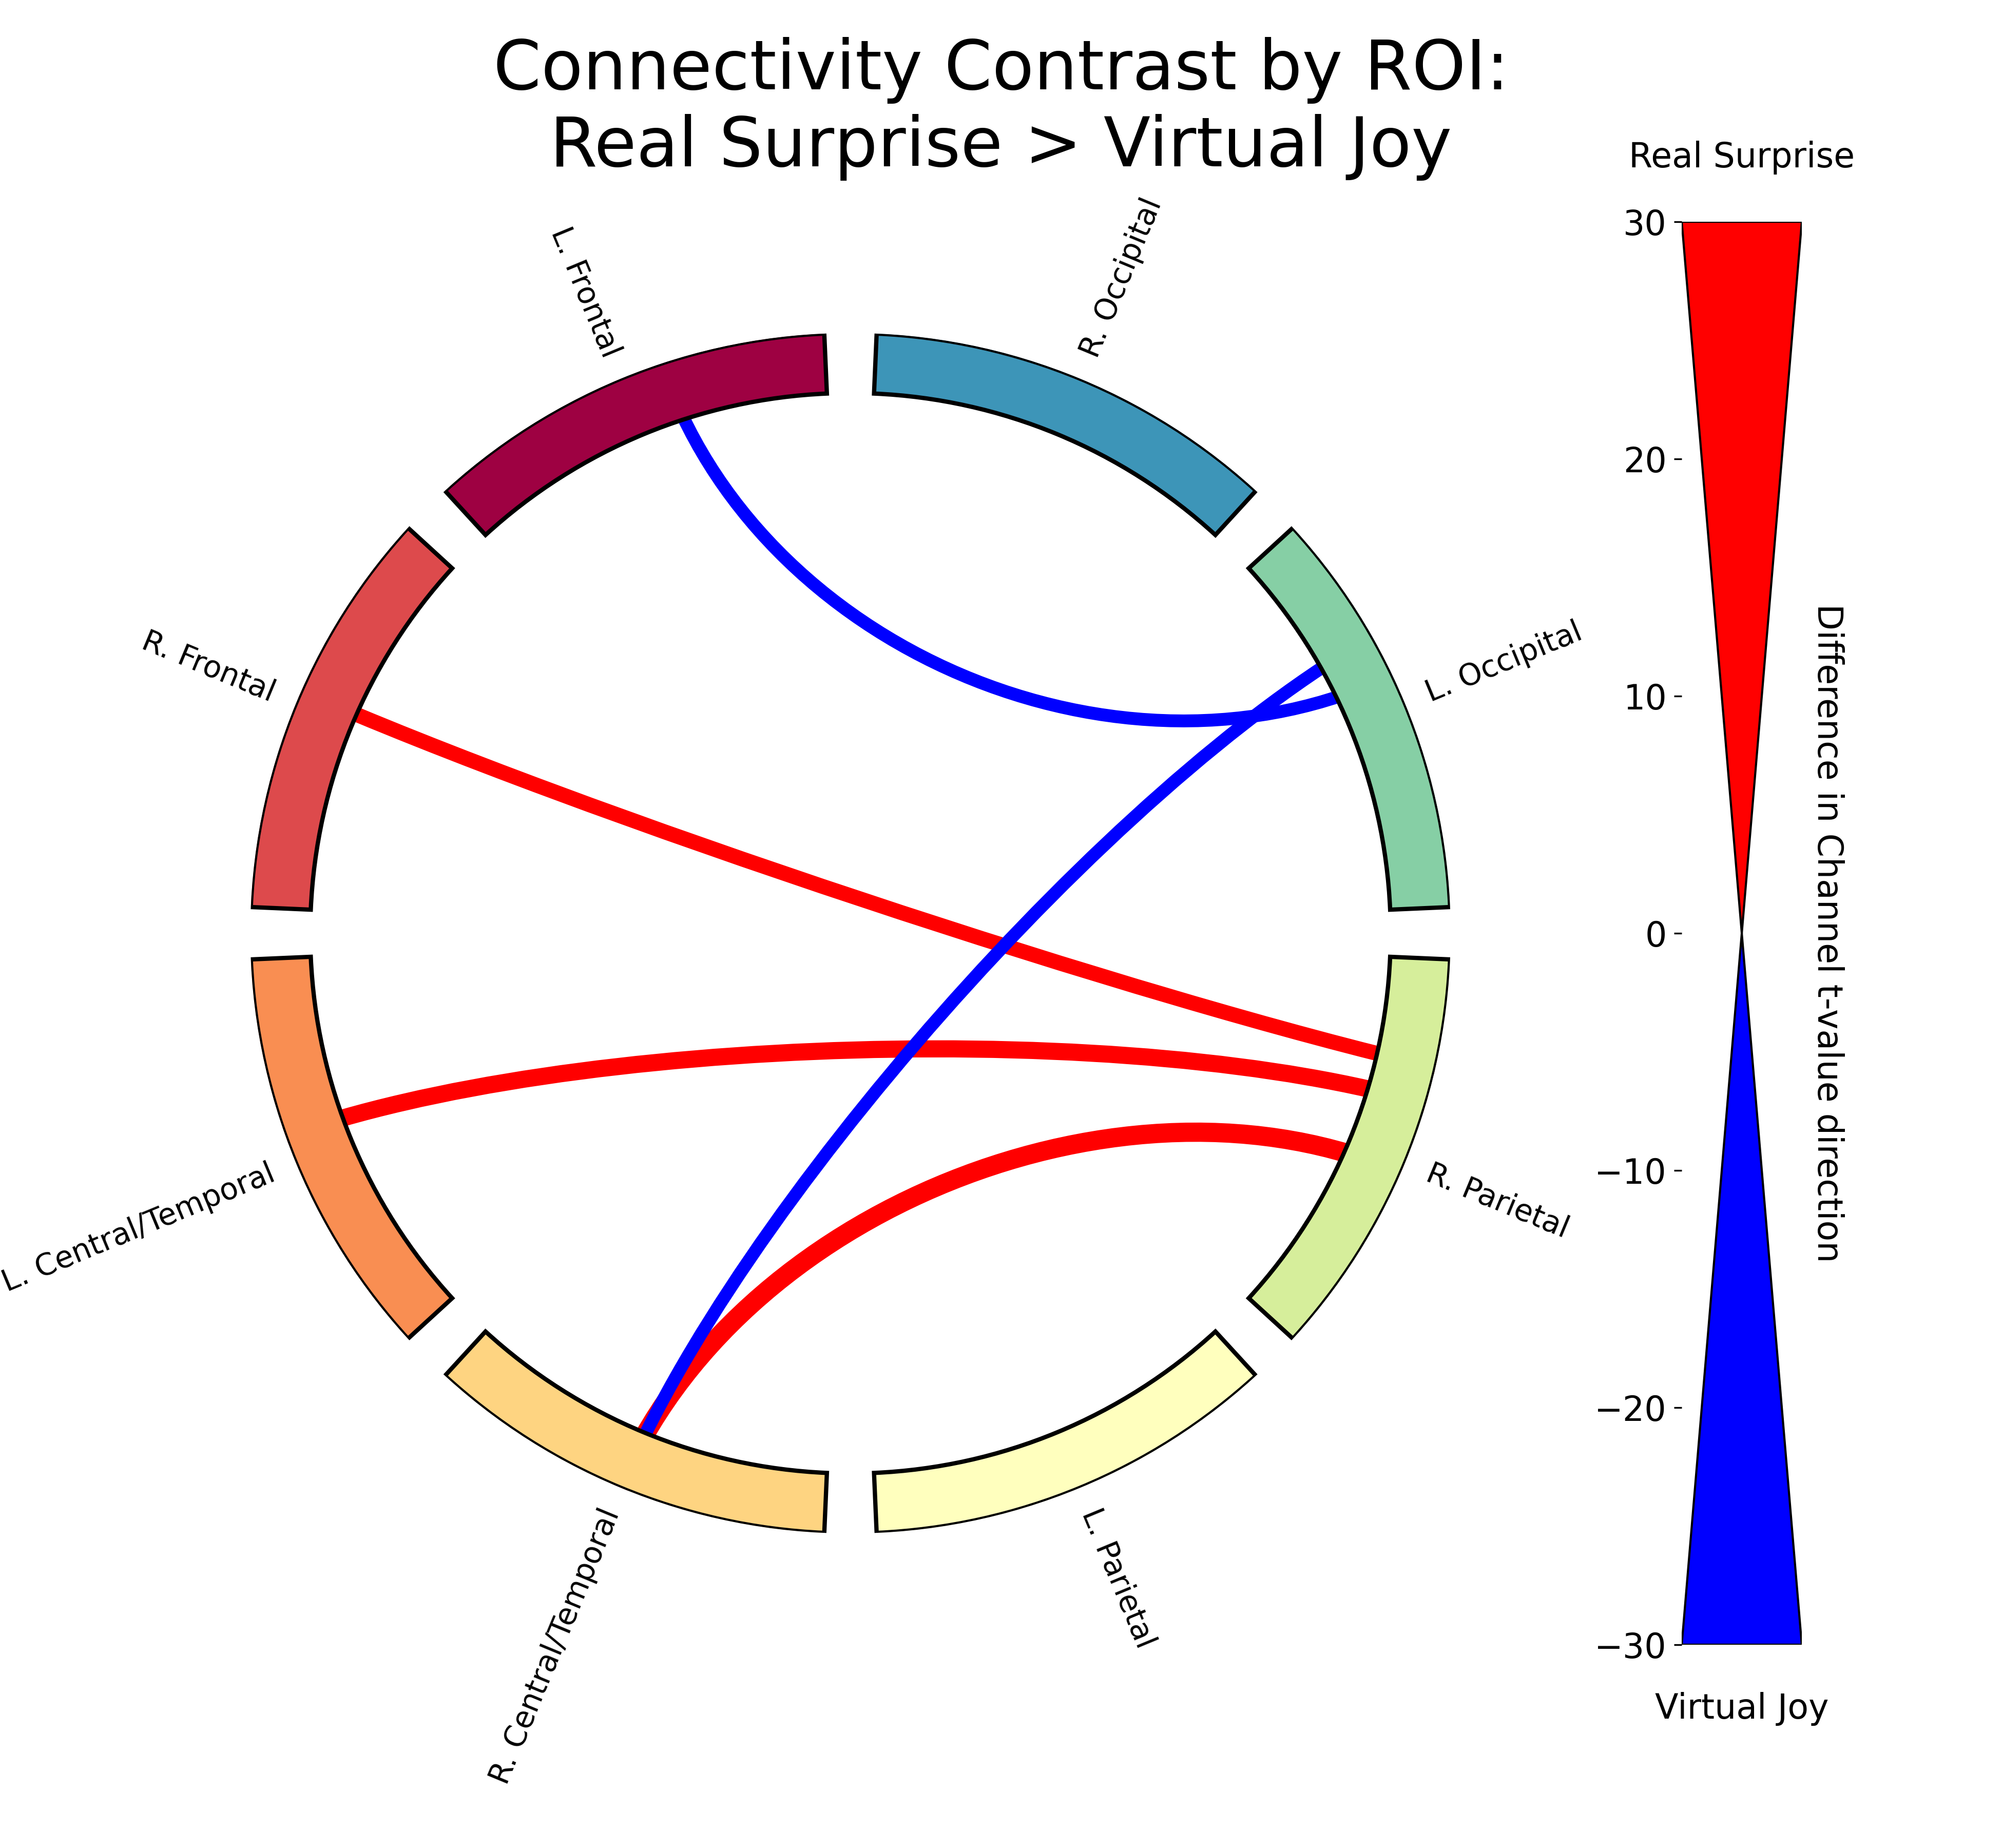 Connectivity Contrast by ROI:
Real Surprise > Virtual Joy
Real Surprise
L. Frontal
R. Occipital
R. Frontal
L. Occipital
L. Central/Temporal
R. Parietal
R. Central/Temporal
L. Parietal
30
20
10
0
−10
−20
−30
Difference in Channel t-value direction
Virtual Joy